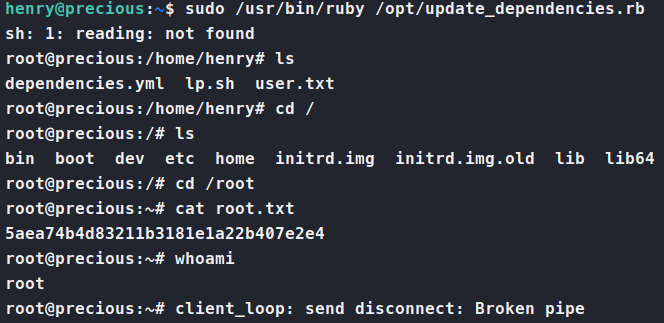 henry@precious:~$ sudo /usr/bin/ruby /opt/update_dependencies.rb
sh: 1: reading: not found
root@precious:/home/henry# ls
dependencies.yml  lp.sh  user.txt
root@precious:/home/henry# cd /
root@precious:/# ls
bin  boot  dev  etc  home  initrd.img  initrd.img.old  lib  lib64
root@precious:/# cd /root
root@precious:~# cat root.txt
5aea74b4d83211b3181e1a22b407e2e4
root@precious:~# whoami
root
root@precious:~# client_loop: send disconnect: Broken pipe